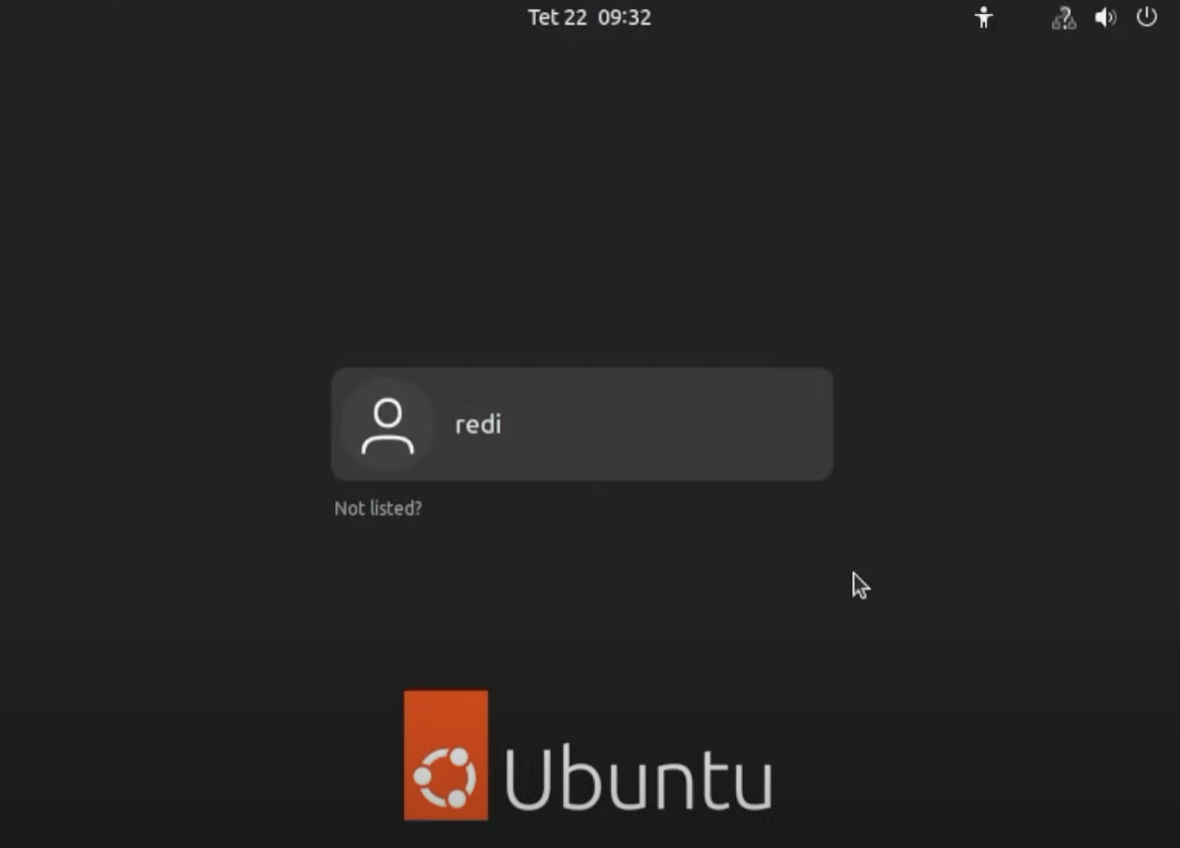 Tet 22 09:32
redi
Not listed?
Ubuntu